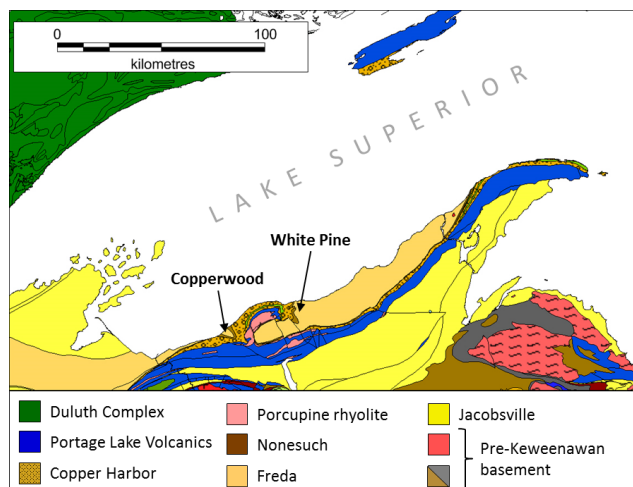 0 100
kilometres
LAKE SUPERIOR
White Pine
Copperwood
Duluth Complex
Porcupine rhyolite
Jacobsville
Portage Lake Volcanics
Nonesuch
Pre-Keweenawan
basement
Copper Harbor
Freda